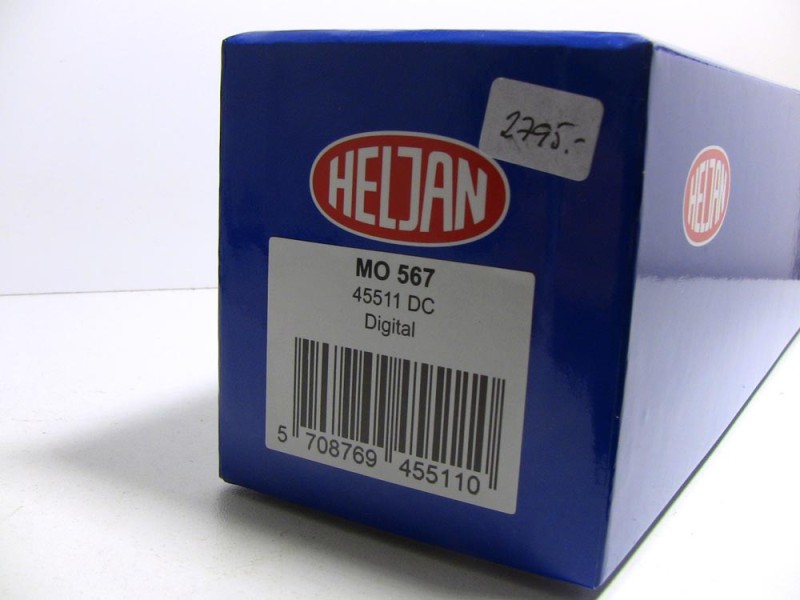 2795.-
HELJAN
HELJAN
MO 567
45511 DC
Digital
5 708769 455110